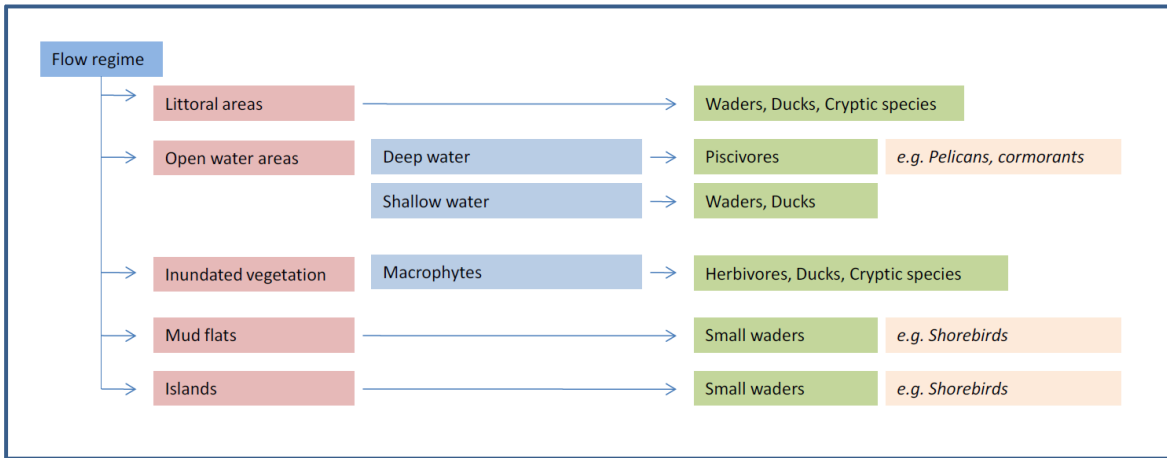 Flow regime
Littoral areas
Waders, Ducks, Cryptic species
Open water areas
Deep water
Piscivores
e.g. Pelicans, cormorants
Shallow water
Waders, Ducks
Inundated vegetation
Macrophytes
Herbivores, Ducks, Cryptic species
Mud flats
Small waders
e.g. Shorebirds
Islands
Small waders
e.g. Shorebirds